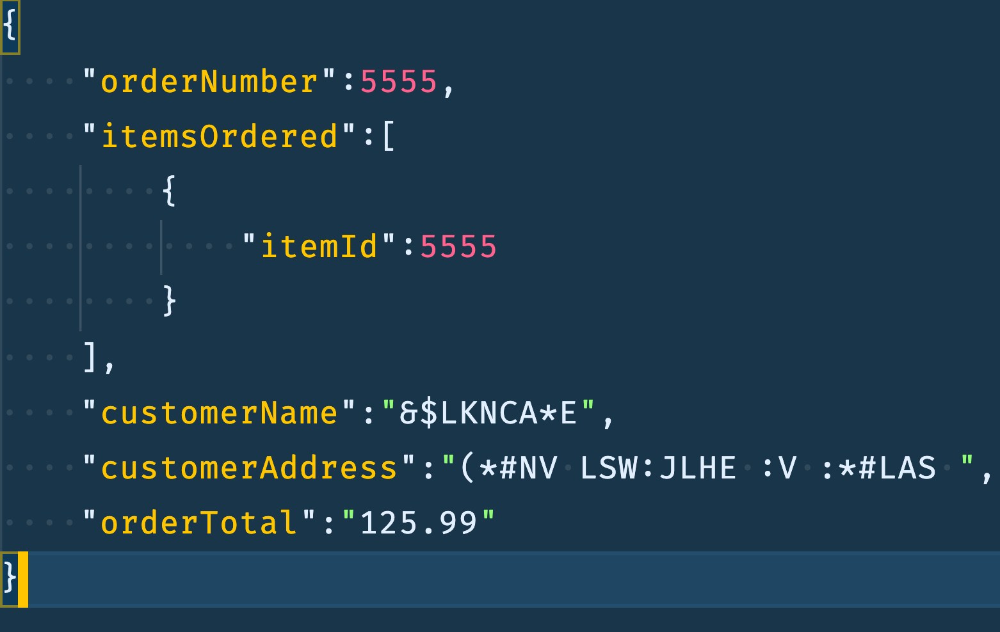 {
    "orderNumber":5555,
    "itemsOrdered":[
        {
            "itemId":5555
        }
    ],
    "customerName":"&$LKNCA*E",
    "customerAddress":"(*#NV LSW:JLHE :V :*#LAS ",
    "orderTotal":"125.99"
}